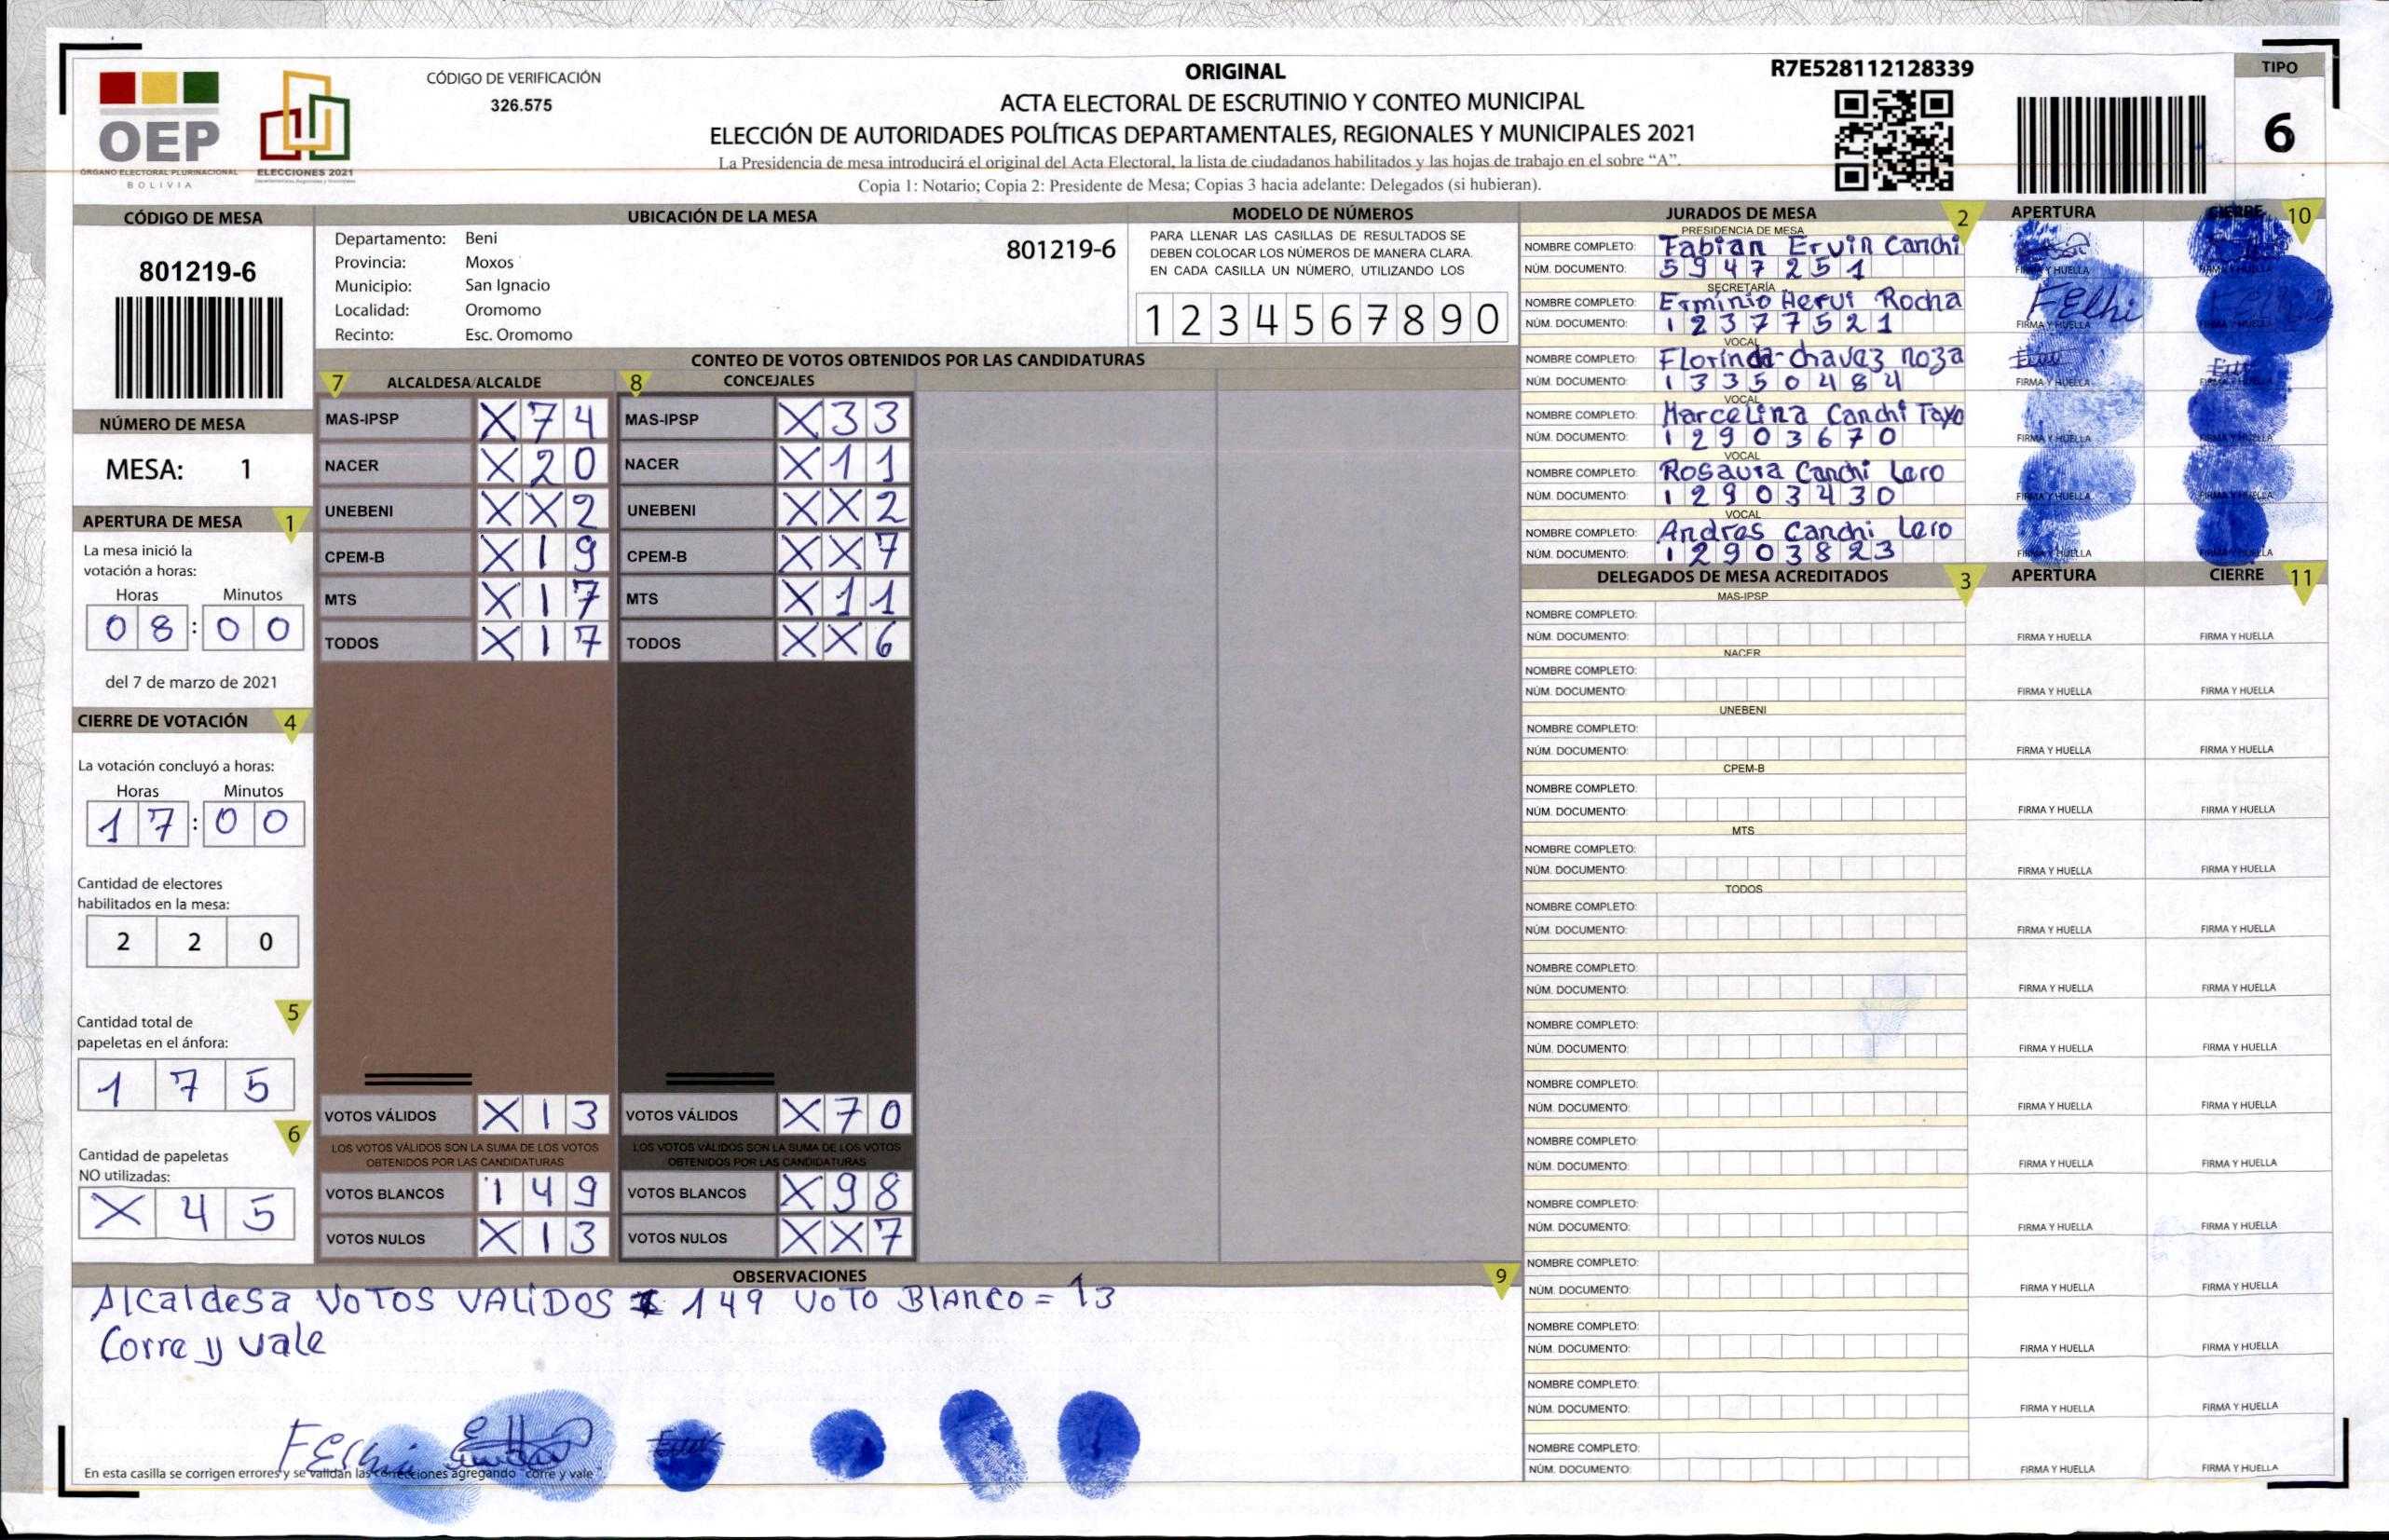 ORIGINAL
R7E528112128339
TIPO
6
OEP
ÓRGANO ELECTORAL PLURINACIONAL
BOLIVIA
ELECCIONES 2021
CÓDIGO DE VERIFICACIÓN
326.575
ACTA ELECTORAL DE ESCRUTINIO Y CONTEO MUNICIPAL
ELECCIÓN DE AUTORIDADES POLÍTICAS DEPARTAMENTALES, REGIONALES Y MUNICIPALES 2021
La Presidencia de mesa introducirá el original del Acta Electoral, la lista de ciudadanos habilitados y las hojas de trabajo en el sobre “A”.
Copia 1: Notario; Copia 2: Presidente de Mesa; Copias 3 hacia adelante: Delegados (si hubieran).
CÓDIGO DE MESA
801219-6
NÚMERO DE MESA
MESA: 1
APERTURA DE MESA 1
La mesa inició la
votación a horas:
Horas Minutos
08:00
del 7 de marzo de 2021
CIERRE DE VOTACIÓN 4
La votación concluyó a horas:
Horas Minutos
17:00
Cantidad de electores
habilitados en la mesa:
2 2 0
5
Cantidad total de
papeletas en el ánfora:
1 7 5
6
Cantidad de papeletas
NO utilizadas:
X 4 5
UBICACIÓN DE LA MESA
Departamento: Beni
Provincia: Moxos
Municipio: San Ignacio
Localidad: Oromomo
Recinto: Esc. Oromomo
801219-6
MODELO DE NÚMEROS
PARA LLENAR LAS CASILLAS DE RESULTADOS SE
DEBEN COLOCAR LOS NÚMEROS DE MANERA CLARA.
EN CADA CASILLA UN NÚMERO, UTILIZANDO LOS
1 2 3 4 5 6 7 8 9 0
CONTEO DE VOTOS OBTENIDOS POR LAS CANDIDATURAS
7 ALCALDESA/ALCALDE
MAS-IPSP X 7 4
NACER X 2 0
UNEBENI X X 2
CPEM-B X 1 9
MTS X 1 7
TODOS X 1 7
VOTOS VÁLIDOS X 1 3
LOS VOTOS VÁLIDOS SON LA SUMA DE LOS VOTOS
OBTENIDOS POR LAS CANDIDATURAS
VOTOS BLANCOS 1 4 9
VOTOS NULOS X 1 3
8 CONCEJALES
MAS-IPSP X 3 3
NACER X 1 1
UNEBENI X X 2
CPEM-B X X 7
MTS X 1 1
TODOS X X 6
VOTOS VÁLIDOS X 7 0
LOS VOTOS VÁLIDOS SON LA SUMA DE LOS VOTOS
OBTENIDOS POR LAS CANDIDATURAS
VOTOS BLANCOS X 9 8
VOTOS NULOS X X 7
OBSERVACIONES 9
Alcaldesa VOTOS VALIDOS 149 VOTO BLANCO = 13
Corre y vale
FElhi
En esta casilla se corrigen errores y se validan las correcciones agregando "corre y vale"
JURADOS DE MESA 2 APERTURA CIERRE 10
PRESIDENCIA DE MESA
NOMBRE COMPLETO: Fabian Ervin Canchi
NÚM. DOCUMENTO: 5947251 FIRMA Y HUELLA FIRMA Y HUELLA
SECRETARÍA
NOMBRE COMPLETO: Erminio Hervi Rocha
NÚM. DOCUMENTO: 12377521 FElhi FIRMA Y HUELLA
VOCAL
NOMBRE COMPLETO: Florinda chavez noza
NÚM. DOCUMENTO: 13350484 FIRMA Y HUELLA FIRMA Y HUELLA
VOCAL
NOMBRE COMPLETO: Marcelina Canchi Tayo
NÚM. DOCUMENTO: 12903670 FIRMA Y HUELLA FIRMA Y HUELLA
VOCAL
NOMBRE COMPLETO: Rosaura Canchi Lero
NÚM. DOCUMENTO: 12903430 FIRMA Y HUELLA FIRMA Y HUELLA
VOCAL
NOMBRE COMPLETO: Andres Canchi Lero
NÚM. DOCUMENTO: 12903823 FIRMA Y HUELLA FIRMA Y HUELLA
DELEGADOS DE MESA ACREDITADOS 3 APERTURA CIERRE 11
MAS-IPSP
NOMBRE COMPLETO:
NÚM. DOCUMENTO: FIRMA Y HUELLA FIRMA Y HUELLA
NACER
NOMBRE COMPLETO:
NÚM. DOCUMENTO: FIRMA Y HUELLA FIRMA Y HUELLA
UNEBENI
NOMBRE COMPLETO:
NÚM. DOCUMENTO: FIRMA Y HUELLA FIRMA Y HUELLA
CPEM-B
NOMBRE COMPLETO:
NÚM. DOCUMENTO: FIRMA Y HUELLA FIRMA Y HUELLA
MTS
NOMBRE COMPLETO:
NÚM. DOCUMENTO: FIRMA Y HUELLA FIRMA Y HUELLA
TODOS
NOMBRE COMPLETO:
NÚM. DOCUMENTO: FIRMA Y HUELLA FIRMA Y HUELLA
NOMBRE COMPLETO:
NÚM. DOCUMENTO: FIRMA Y HUELLA FIRMA Y HUELLA
NOMBRE COMPLETO:
NÚM. DOCUMENTO: FIRMA Y HUELLA FIRMA Y HUELLA
NOMBRE COMPLETO:
NÚM. DOCUMENTO: FIRMA Y HUELLA FIRMA Y HUELLA
NOMBRE COMPLETO:
NÚM. DOCUMENTO: FIRMA Y HUELLA FIRMA Y HUELLA
NOMBRE COMPLETO:
NÚM. DOCUMENTO: FIRMA Y HUELLA FIRMA Y HUELLA
NOMBRE COMPLETO:
NÚM. DOCUMENTO: FIRMA Y HUELLA FIRMA Y HUELLA
NOMBRE COMPLETO:
NÚM. DOCUMENTO: FIRMA Y HUELLA FIRMA Y HUELLA
NOMBRE COMPLETO:
NÚM. DOCUMENTO: FIRMA Y HUELLA FIRMA Y HUELLA
NOMBRE COMPLETO:
NÚM. DOCUMENTO: FIRMA Y HUELLA FIRMA Y HUELLA